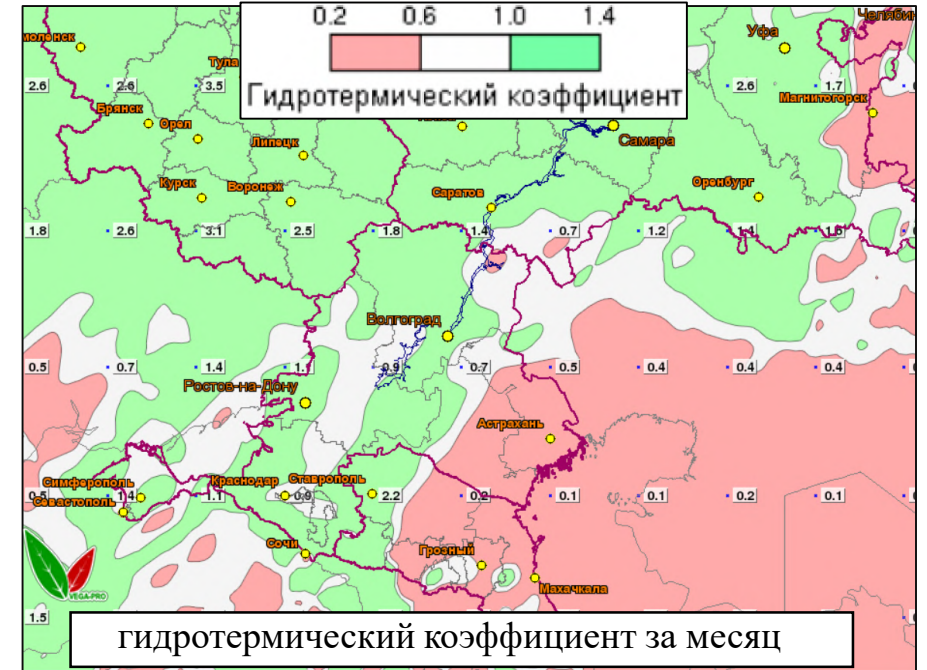 0.2 0.6 1.0 1.4
Гидротермический коэффициент
моленск
Тула
Уфа
Челябин
2.6 2.6 3.5 2.6 1.7
Магнитогорск
Брянск
Орел
Липецк
Самара
Курск
Воронеж
Саратов
Оренбург
1.8 2.6 3.1 2.5 1.8 1.4 0.7 1.2 1.4 1.6
Волгоград
0.5 0.7 1.4 1.1 0.9 0.7 0.5 0.4 0.4 0.4
Ростов-на-Дону
Астрахань
Симферополь
Краснодар
Ставрополь
0.5 1.4 1.1 0.9 2.2 0.2 0.1 0.1 0.2 0.1
Севастополь
Сочи
Грозный
Махачкала
VEGA-PRO
1.5
гидротермический коэффициент за месяц